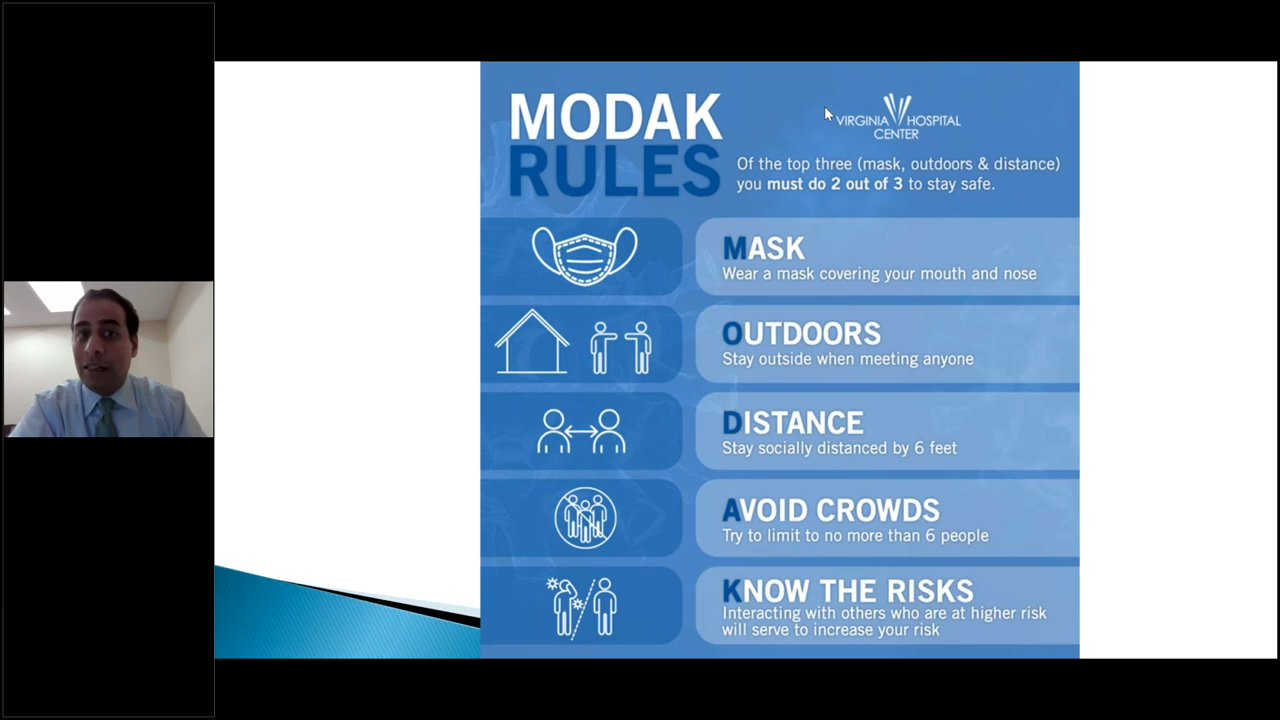 MODAK
RULES
VIRGINIA HOSPITAL
CENTER
Of the top three (mask, outdoors & distance)
you must do 2 out of 3 to stay safe.
MASK
Wear a mask covering your mouth and nose
OUTDOORS
Stay outside when meeting anyone
DISTANCE
Stay socially distanced by 6 feet
AVOID CROWDS
Try to limit to no more than 6 people
KNOW THE RISKS
Interacting with others who are at higher risk
will serve to increase your risk